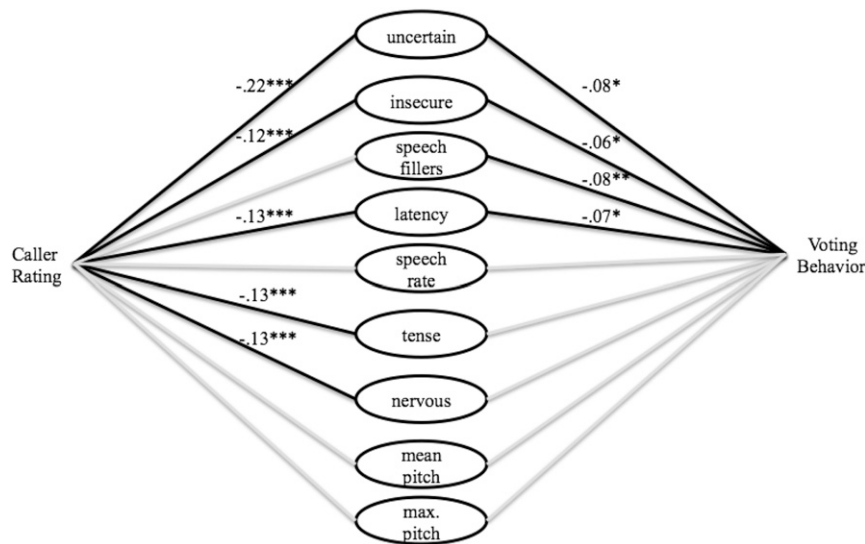 uncertain
-.22***
-.08*
insecure
-.12***
-.06*
speech
fillers
-.08**
-.13***
latency
-.07*
Caller
Rating
speech
rate
Voting
Behavior
-.13***
tense
-.13***
nervous
mean
pitch
max.
pitch